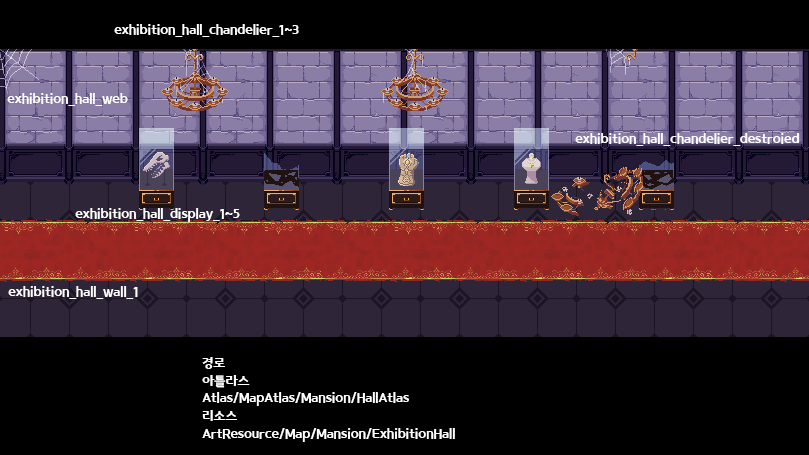 exhibition_hall_chandelier_1~3
exhibition_hall_web
exhibition_hall_chandelier_destroied
exhibition_hall_display_1~5
exhibition_hall_wall_1
경로
아틀라스
Atlas/MapAtlas/Mansion/HallAtlas
리소스
ArtResource/Map/Mansion/ExhibitionHall